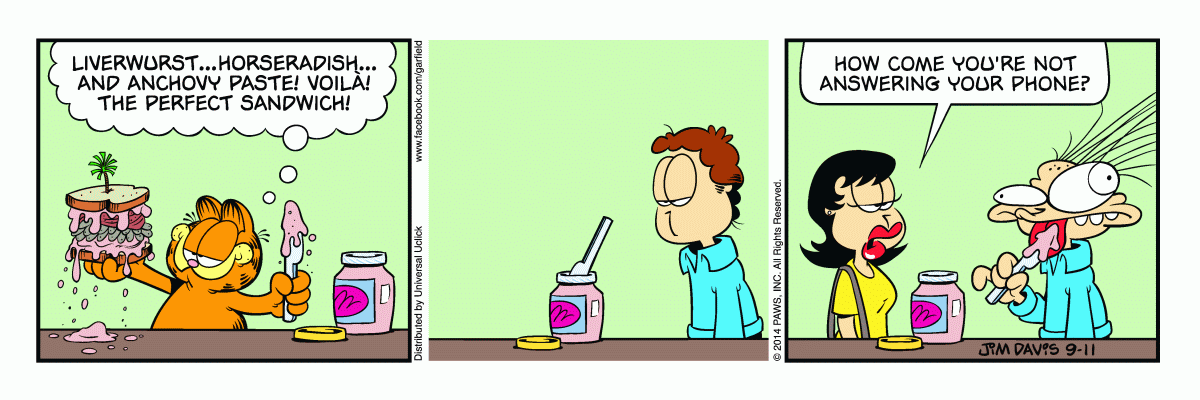 LIVERWURST...HORSERADISH...
AND ANCHOVY PASTE! VOILÀ!
THE PERFECT SANDWICH!
www.facebook.com/garfield
Distributed by Universal Uclick
© 2014 PAWS, INC. All Rights Reserved.
HOW COME YOU'RE NOT
ANSWERING YOUR PHONE?
JIM DAVIS 9-11